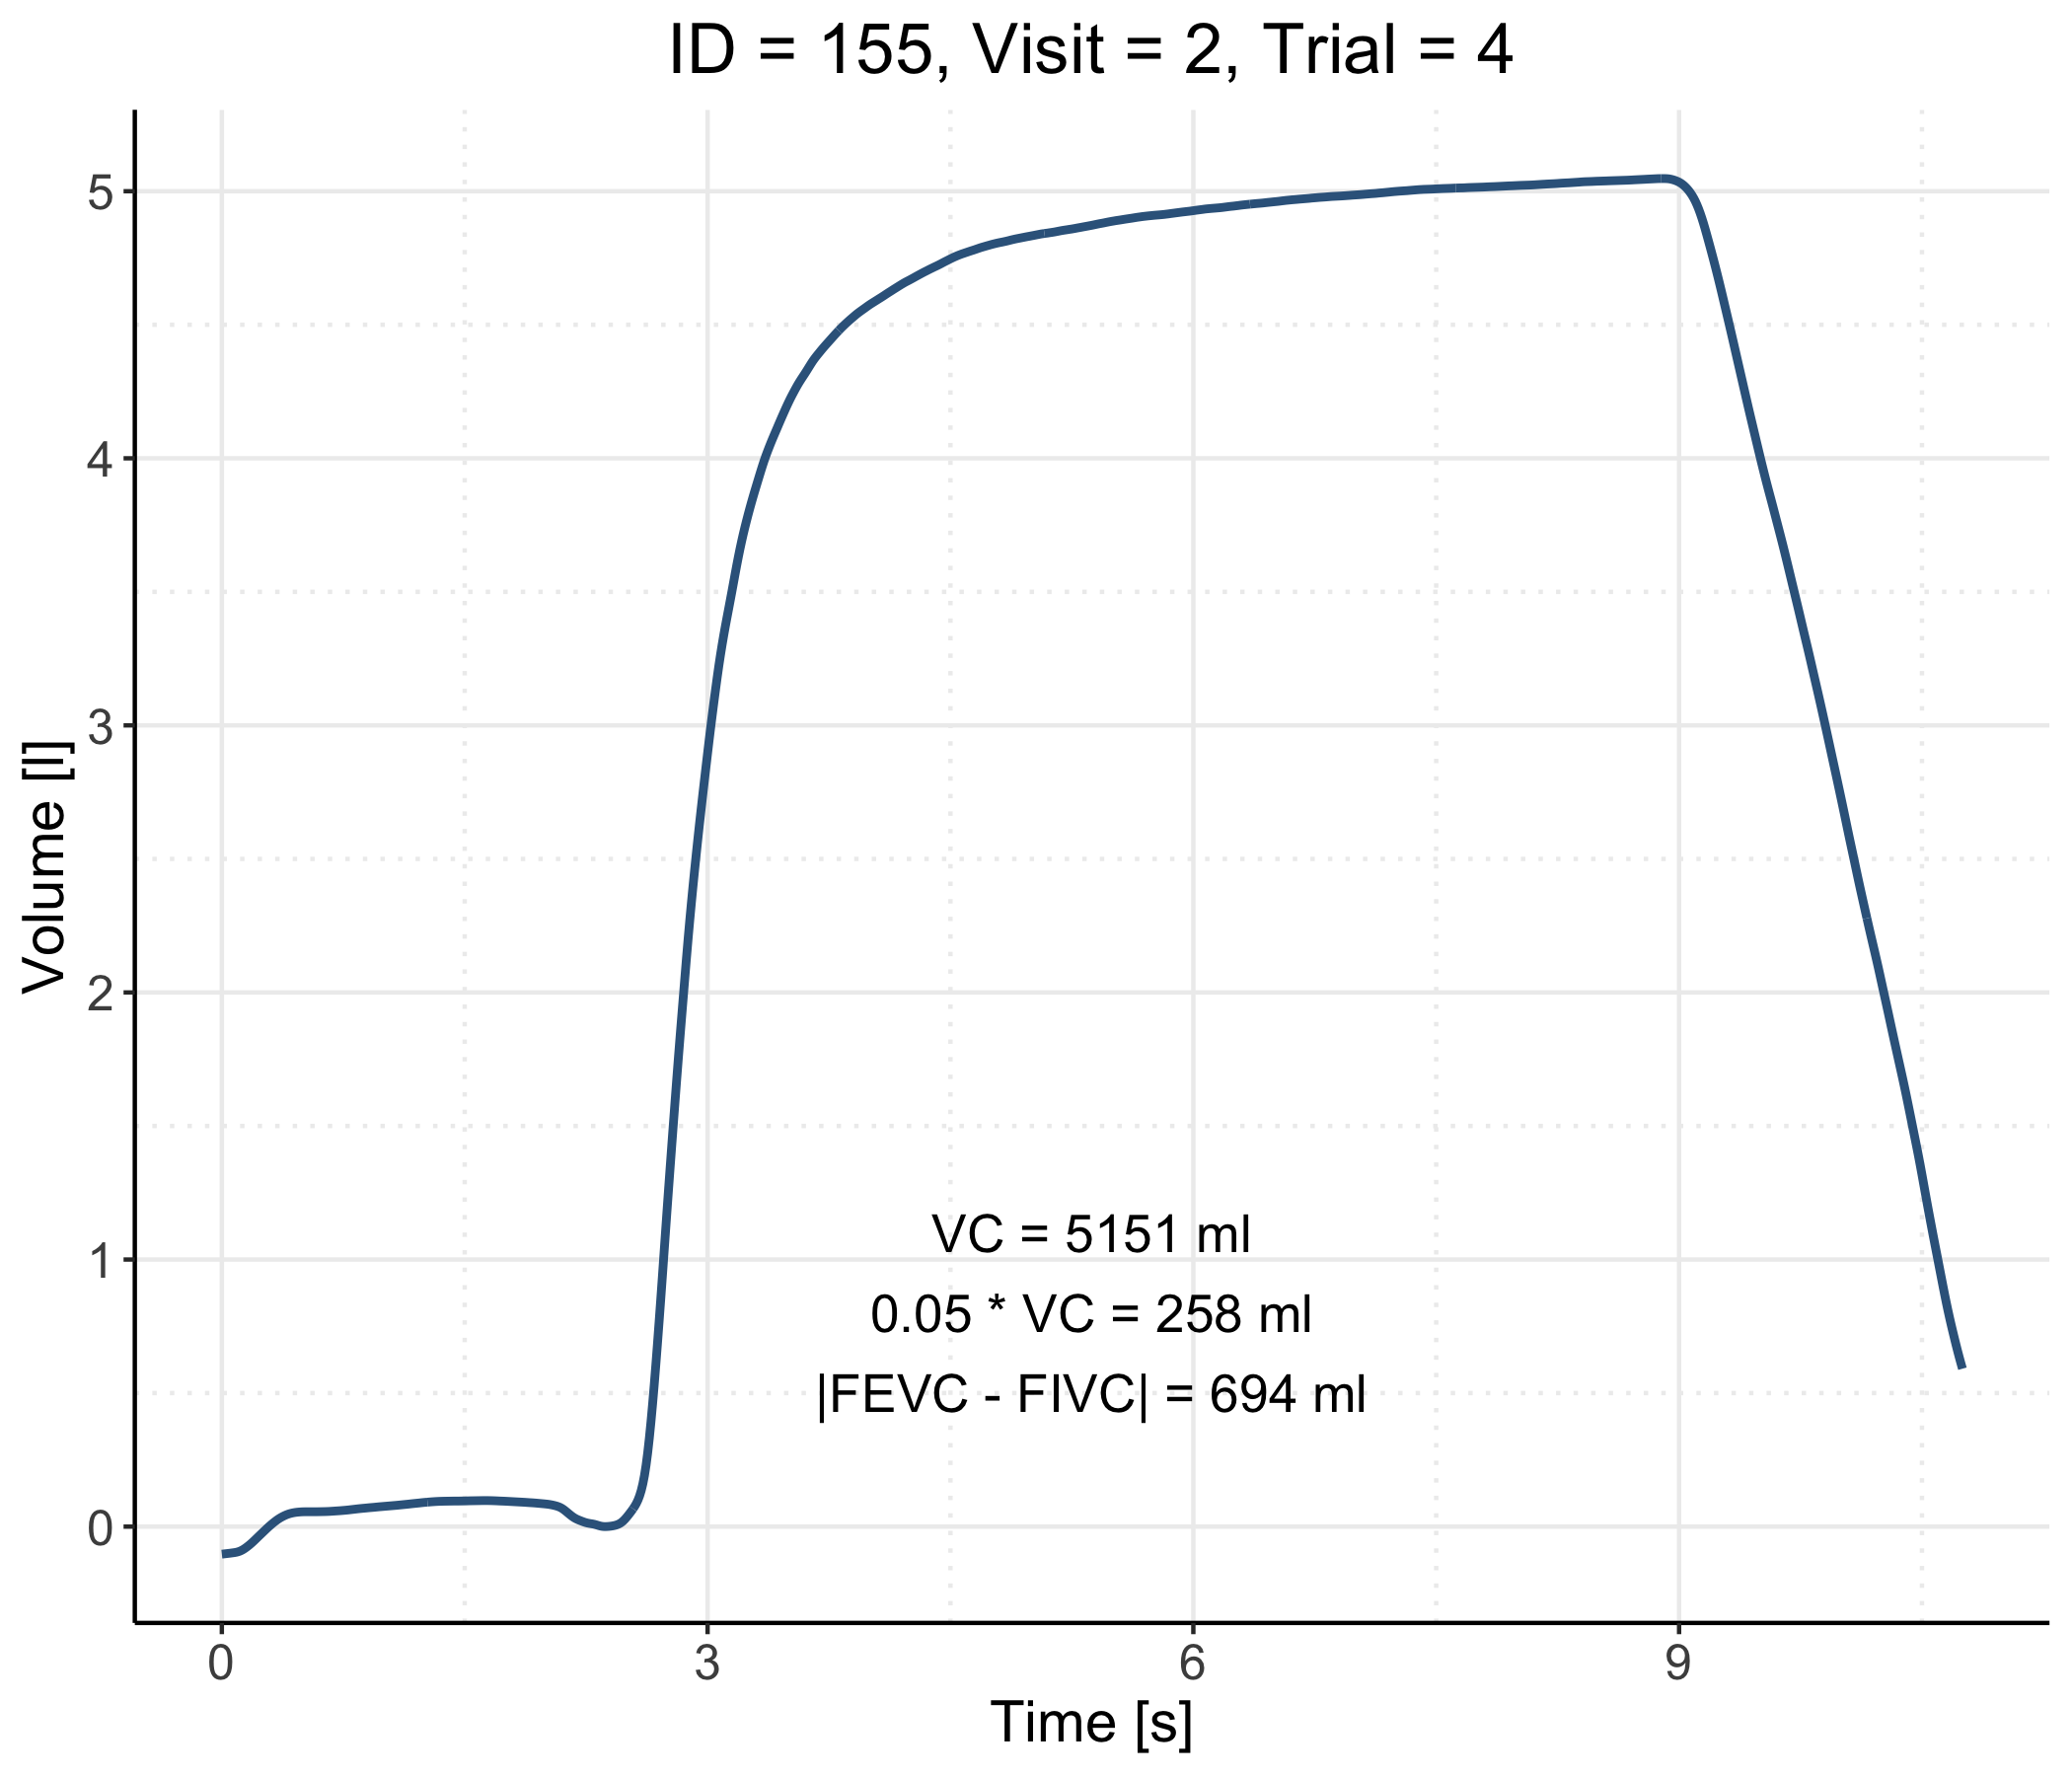 ID = 155, Visit = 2, Trial = 4
5
4
3
2
1
0
Volume [l]
VC = 5151 ml
0.05 * VC = 258 ml
|FEVC - FIVC| = 694 ml
0 3 6 9
Time [s]